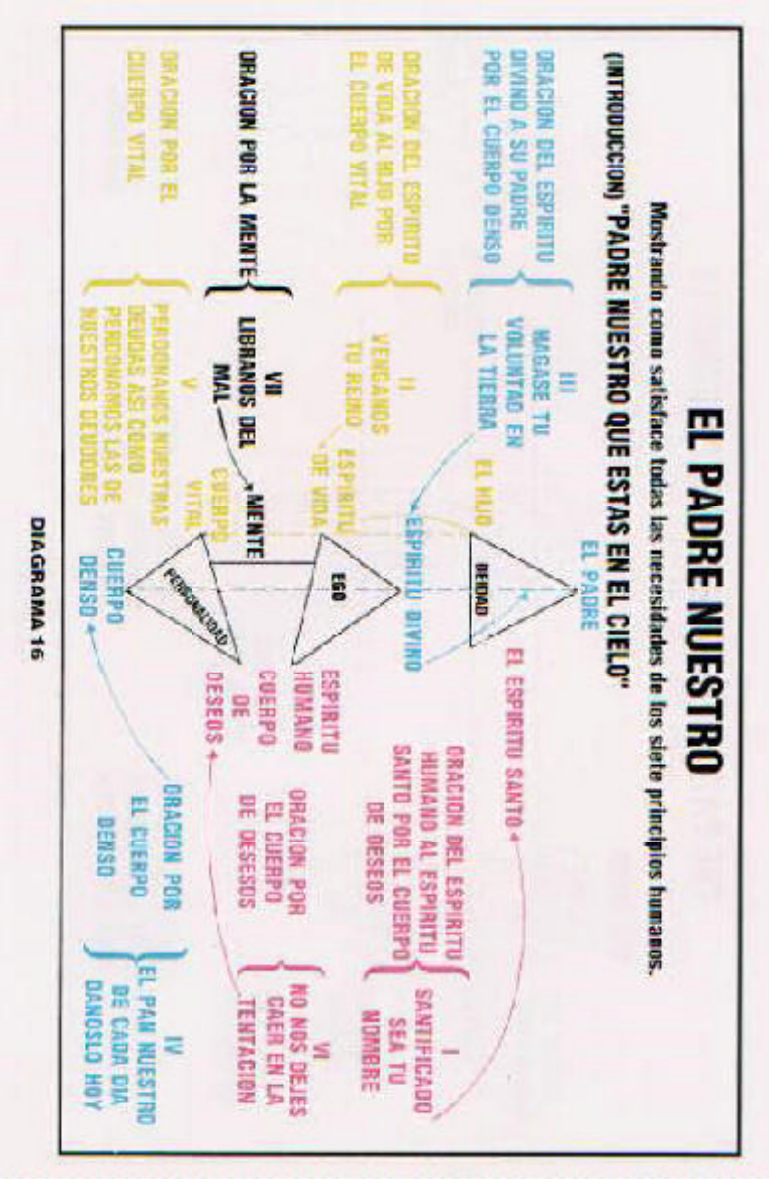 EL PADRE NUESTRO
Mostrando como satisface todas las necesidades de los siete principios humanos.
(INTRODUCCION) "PADRE NUESTRO QUE ESTAS EN EL CIELO"
ORACION DEL ESPIRITU
DIVINO A SU PADRE
POR EL CUERPO DENSO
III
MAGASE TU
VOLUNTAD EN
LA TIERRA
EL PADRE
EL HIJO
DEIDAD
EL ESPIRITU SANTO
ORACION DEL ESPIRITU
DE VIDA AL HIJO POR
EL CUERPO VITAL
II
VENGANOS
TU REINO
ESPIRITU DIVINO
ORACION DEL ESPIRITU
HUMANO AL ESPIRITU
SANTO POR EL CUERPO
DE DESEOS
I
SANTIFICADO
SEA TU
NOMBRE
ESPIRITU
DE VIDA
EGO
ESPIRITU
HUMANO
ORACION POR LA MENTE
VII
LIBRANOS DEL
MAL
MENTE
CUERPO
VITAL
PERSONALIDAD
CUERPO
DE
DESEOS
ORACION POR
EL CUERPO
DE DESESOS
VI
NO NOS DEJES
CAER EN LA
TENTACION
ORACION POR EL
CUERPO VITAL
V
PERDONANOS NUESTRAS
DEUDAS ASI COMO
PERDONAMOS LAS DE
NUESTROS DEUDORES
CUERPO
DENSO
ORACION POR
EL CUERPO
DENSO
IV
EL PAN NUESTRO
DE CADA DIA
DANOSLO HOY
DIAGRAMA 16